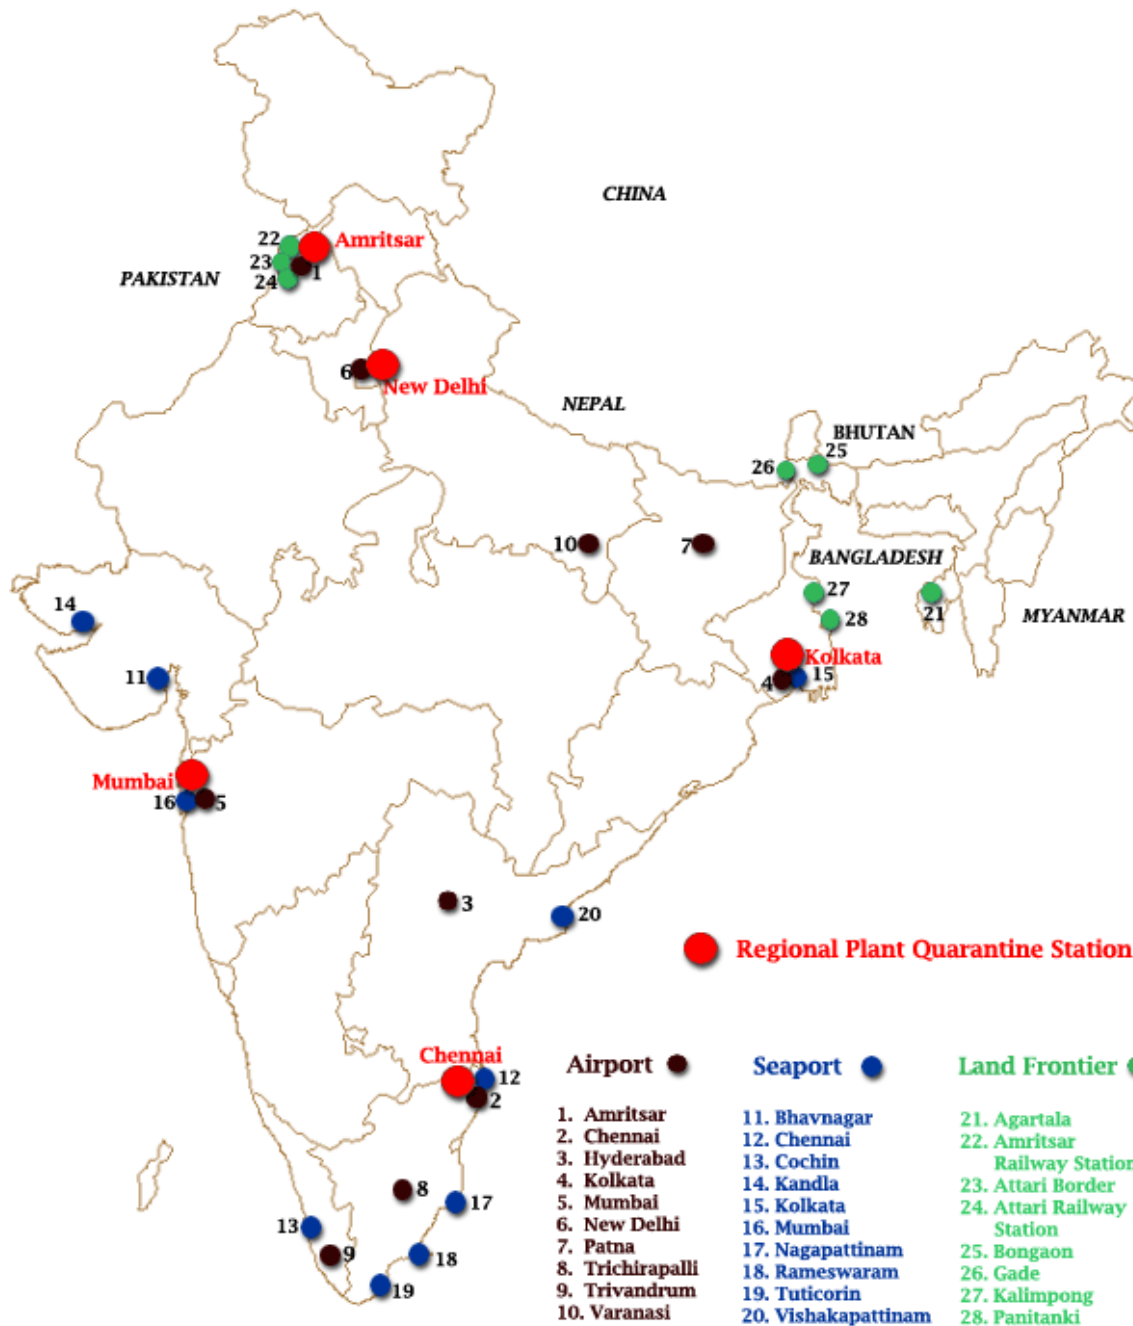 CHINA
22
Amritsar
23
1
24
PAKISTAN
6
New Delhi
NEPAL
BHUTAN
25
26
10
7
BANGLADESH
14
27
21
28
MYANMAR
Kolkata
11
4
15
Mumbai
16
5
3
20
Regional Plant Quarantine Station
Chennai
12
2
8
17
13
9
18
19
Airport
1. Amritsar
2. Chennai
3. Hyderabad
4. Kolkata
5. Mumbai
6. New Delhi
7. Patna
8. Trichirapalli
9. Trivandrum
10. Varanasi
Seaport
11. Bhavnagar
12. Chennai
13. Cochin
14. Kandla
15. Kolkata
16. Mumbai
17. Nagapattinam
18. Rameswaram
19. Tuticorin
20. Vishakapattinam
Land Frontier
21. Agartala
22. Amritsar
Railway Station
23. Attari Border
24. Attari Railway
Station
25. Bongaon
26. Gade
27. Kalimpong
28. Panitanki